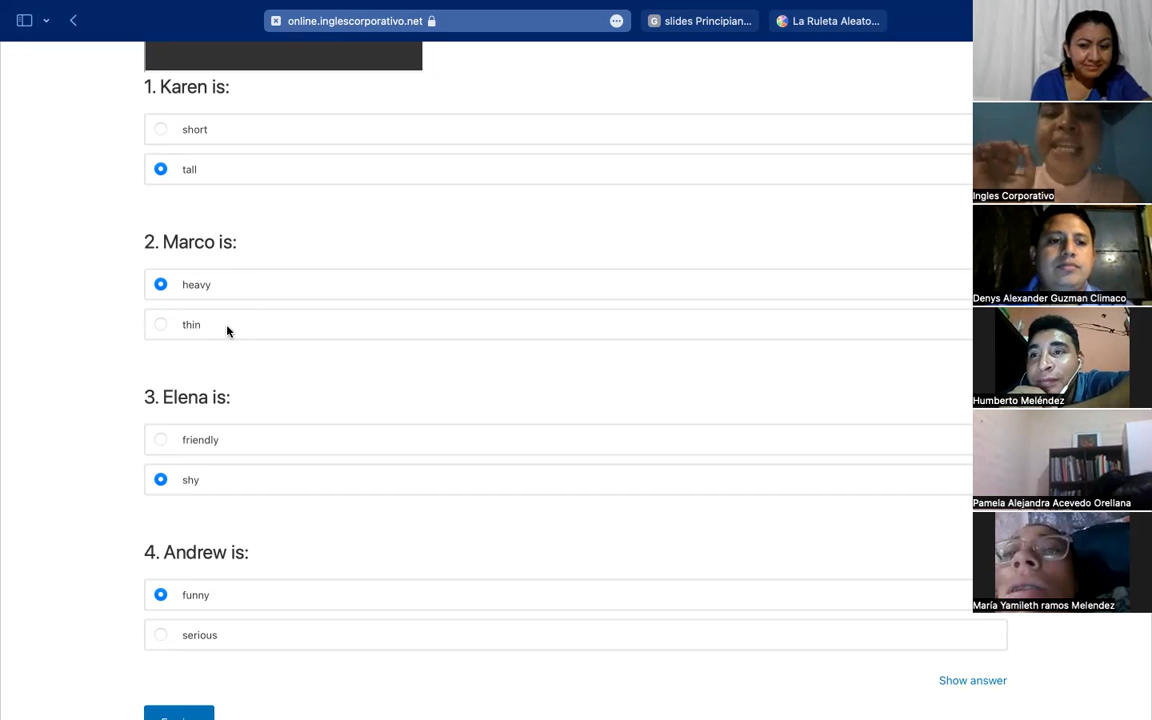 online.inglescorporativo.net
slides Principian...
La Ruleta Aleato...
1. Karen is:
short
tall
2. Marco is:
heavy
thin
3. Elena is:
friendly
shy
4. Andrew is:
funny
serious
Show answer
Ingles Corporativo
Denys Alexander Guzman Climaco
Humberto Meléndez
Pamela Alejandra Acevedo Orellana
María Yamileth ramos Melendez